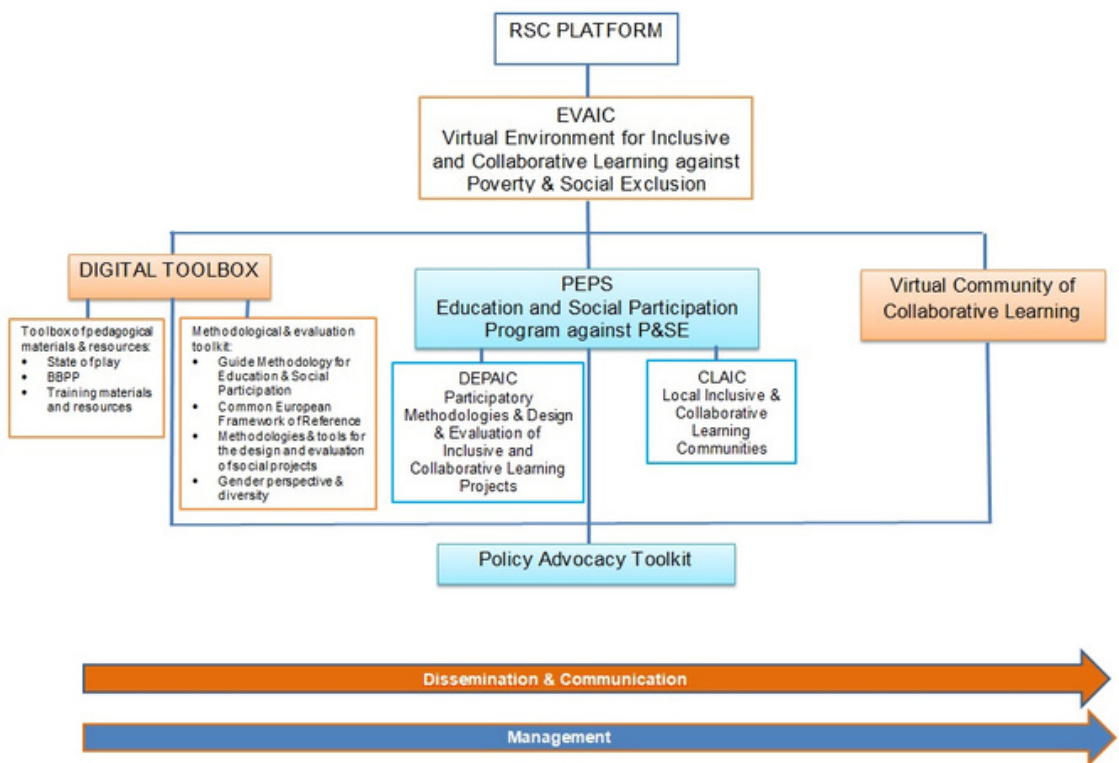 RSC PLATFORM
EVAIC
Virtual Environment for Inclusive
and Collaborative Learning against
Poverty & Social Exclusion
DIGITAL TOOLBOX
Toolbox of pedagogical
materials & resources:
• State of play
• BBPP
• Training materials
and resources
Methodological & evaluation
toolkit:
• Guide Methodology for
Education & Social
Participation
• Common European
Framework of Reference
• Methodologies & tools for
the design and evaluation
of social projects
• Gender perspective &
diversity
PEPS
Education and Social Participation
Program against P&SE
DEPAIC
Participatory
Methodologies & Design
& Evaluation of
Inclusive and
Collaborative Learning
Projects
CLAIC
Local Inclusive &
Collaborative
Learning
Communities
Virtual Community of
Collaborative Learning
Policy Advocacy Toolkit
Dissemination & Communication
Management